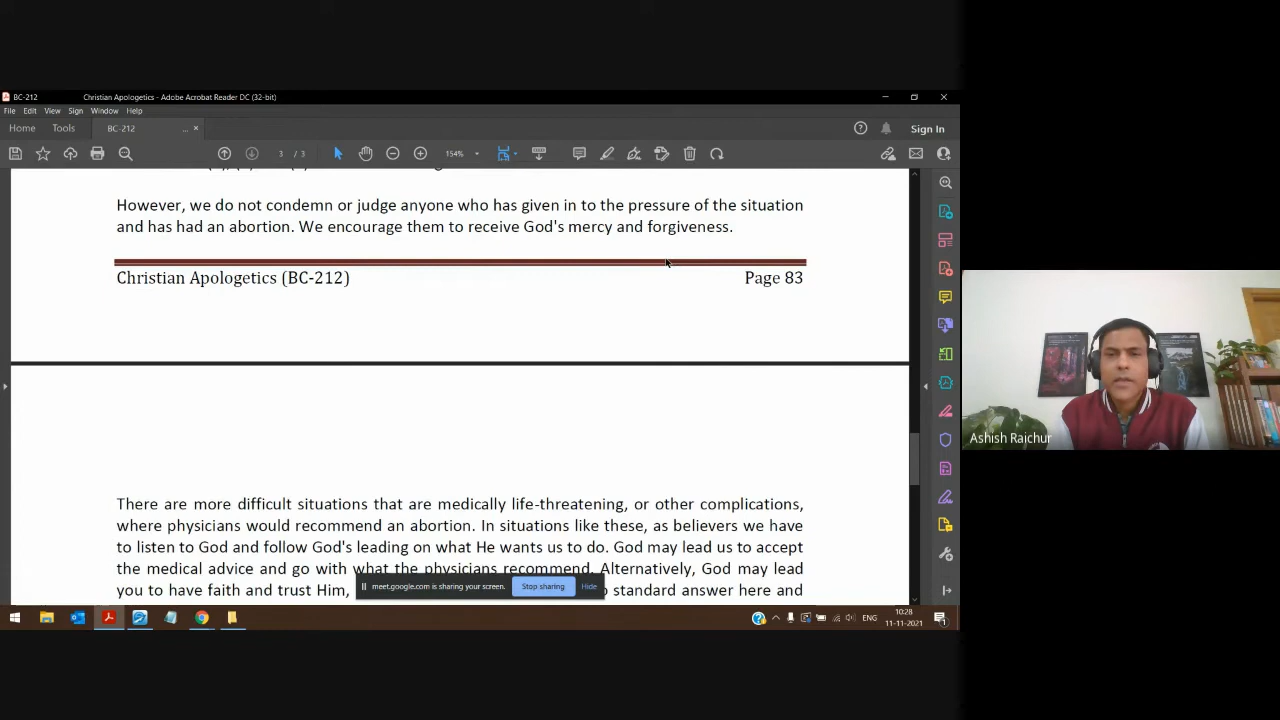 BC-212 Christian Apologetics - Adobe Acrobat Reader DC (32-bit)
File Edit View Sign Window Help
Home Tools BC-212 ... × Sign In
3 / 3 154%
However, we do not condemn or judge anyone who has given in to the pressure of the situation
and has had an abortion. We encourage them to receive God's mercy and forgiveness.
Christian Apologetics (BC-212) Page 83
Ashish Raichur
There are more difficult situations that are medically life-threatening, or other complications,
where physicians would recommend an abortion. In situations like these, as believers we have
to listen to God and follow God's leading on what He wants us to do. God may lead us to accept
the medical advice and go with what the physicians recommend. Alternatively, God may lead
you to have faith and trust Him, standard answer here and
meet.google.com is sharing your screen. Stop sharing Hide
ENG 10:28
11-11-2021